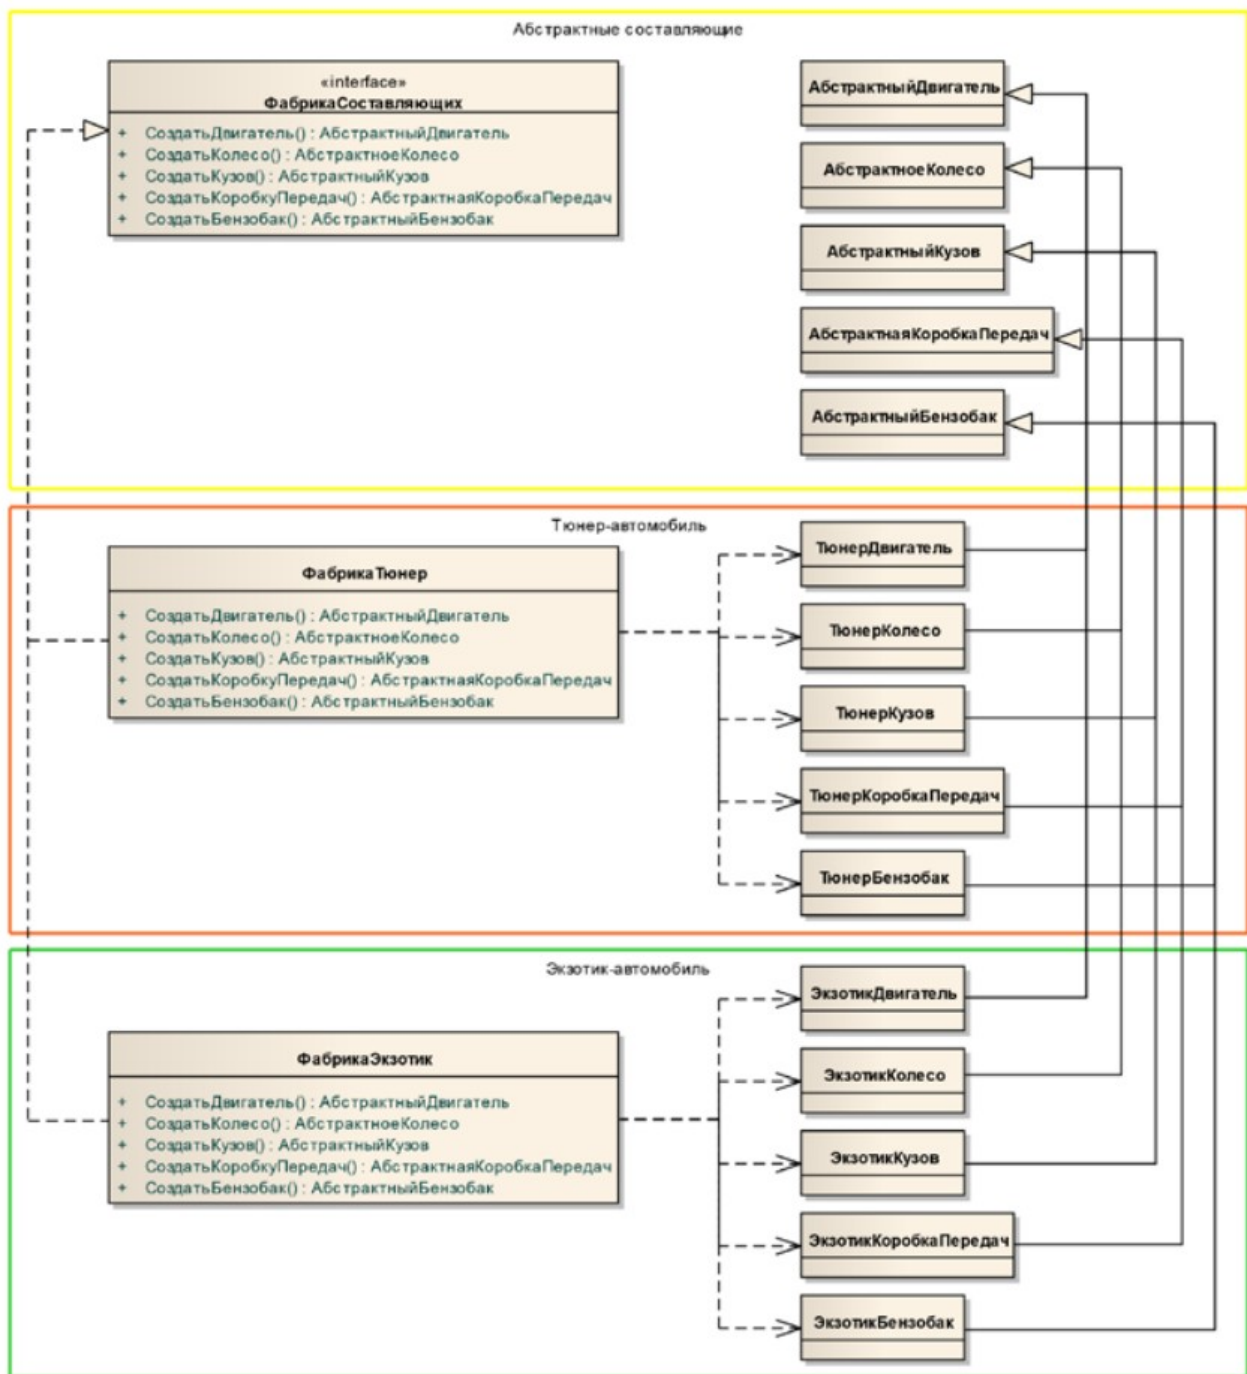 Абстрактные составляющие
«interface»
ФабрикаСоставляющих
+ СоздатьДвигатель() : АбстрактныйДвигатель
+ СоздатьКолесо() : АбстрактноеКолесо
+ СоздатьКузов() : АбстрактныйКузов
+ СоздатьКоробкуПередач() : АбстрактнаяКоробкаПередач
+ СоздатьБензобак() : АбстрактныйБензобак
АбстрактныйДвигатель
АбстрактноеКолесо
АбстрактныйКузов
АбстрактнаяКоробкаПередач
АбстрактныйБензобак
Тюнер-автомобиль
ФабрикаТюнер
+ СоздатьДвигатель() : АбстрактныйДвигатель
+ СоздатьКолесо() : АбстрактноеКолесо
+ СоздатьКузов() : АбстрактныйКузов
+ СоздатьКоробкуПередач() : АбстрактнаяКоробкаПередач
+ СоздатьБензобак() : АбстрактныйБензобак
ТюнерДвигатель
ТюнерКолесо
ТюнерКузов
ТюнерКоробкаПередач
ТюнерБензобак
Экзотик-автомобиль
ФабрикаЭкзотик
+ СоздатьДвигатель() : АбстрактныйДвигатель
+ СоздатьКолесо() : АбстрактноеКолесо
+ СоздатьКузов() : АбстрактныйКузов
+ СоздатьКоробкуПередач() : АбстрактнаяКоробкаПередач
+ СоздатьБензобак() : АбстрактныйБензобак
ЭкзотикДвигатель
ЭкзотикКолесо
ЭкзотикКузов
ЭкзотикКоробкаПередач
ЭкзотикБензобак